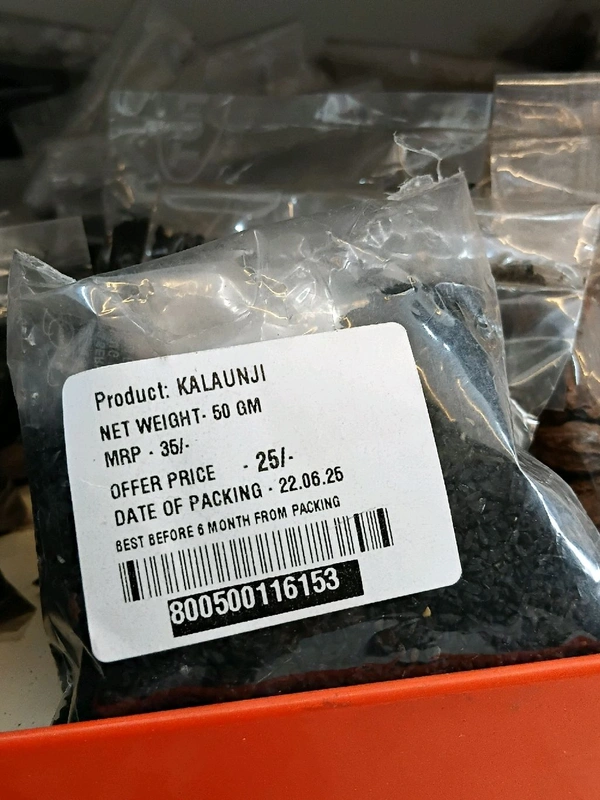 Product: KALAUNJI
NET WEIGHT- 50 GM
MRP - 35/-
OFFER PRICE - 25/-
DATE OF PACKING - 22.06.25
BEST BEFORE 6 MONTH FROM PACKING
800500116153